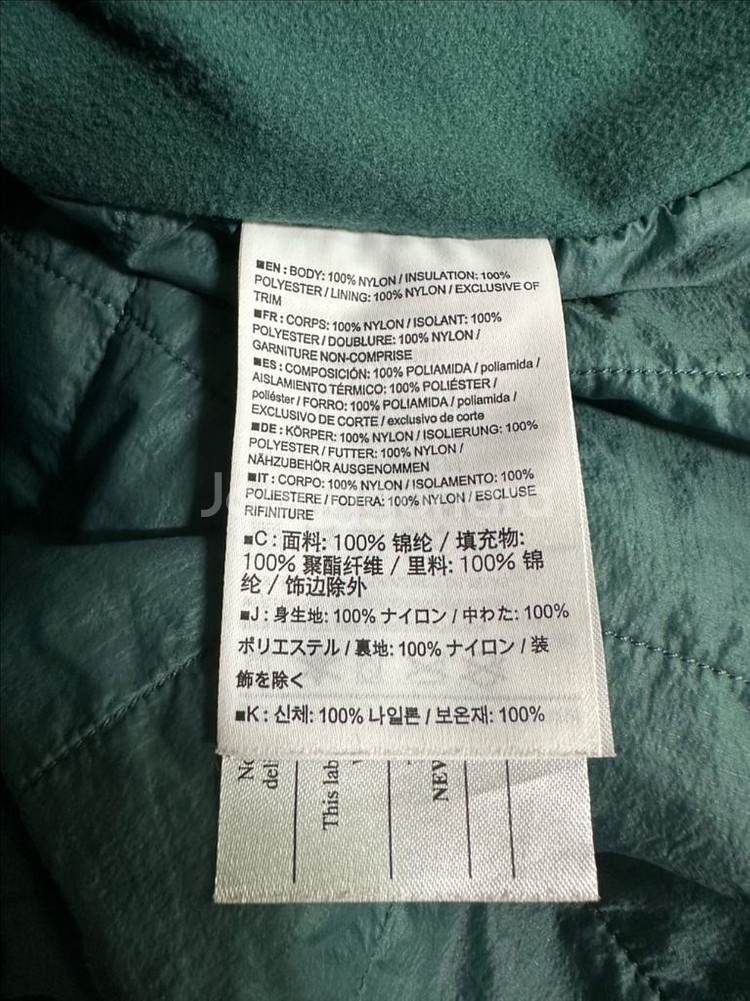 ■EN: BODY: 100% NYLON / INSULATION: 100%
POLYESTER / LINING: 100% NYLON / EXCLUSIVE OF
TRIM
■FR: CORPS: 100% NYLON / ISOLANT: 100%
POLYESTER / DOUBLURE: 100% NYLON /
GARNITURE NON-COMPRISE
■ES: COMPOSICIÓN: 100% POLIAMIDA / poliamida /
AISLAMIENTO TÉRMICO: 100% POLIÉSTER /
poliéster / FORRO: 100% POLIAMIDA / poliamida /
EXCLUSIVO DE CORTE / exclusivo de corte
■DE: KÖRPER: 100% NYLON / ISOLIERUNG: 100%
POLYESTER / FUTTER: 100% NYLON /
NÄHZUBEHÖR AUSGENOMMEN
■IT: CORPO: 100% NYLON / ISOLAMENTO: 100%
POLIESTERE / FODERA: 100% NYLON / ESCLUSE
RIFINITURE
■C: 面料: 100% 锦纶 / 填充物:
100% 聚酯纤维 / 里料: 100% 锦
纶 / 饰边除外
■J: 身生地: 100% ナイロン / 中わた: 100%
ポリエステル / 裏地: 100% ナイロン / 装
飾を除く
■K: 신체: 100% 나일론 / 보온재: 100%
This
NEW